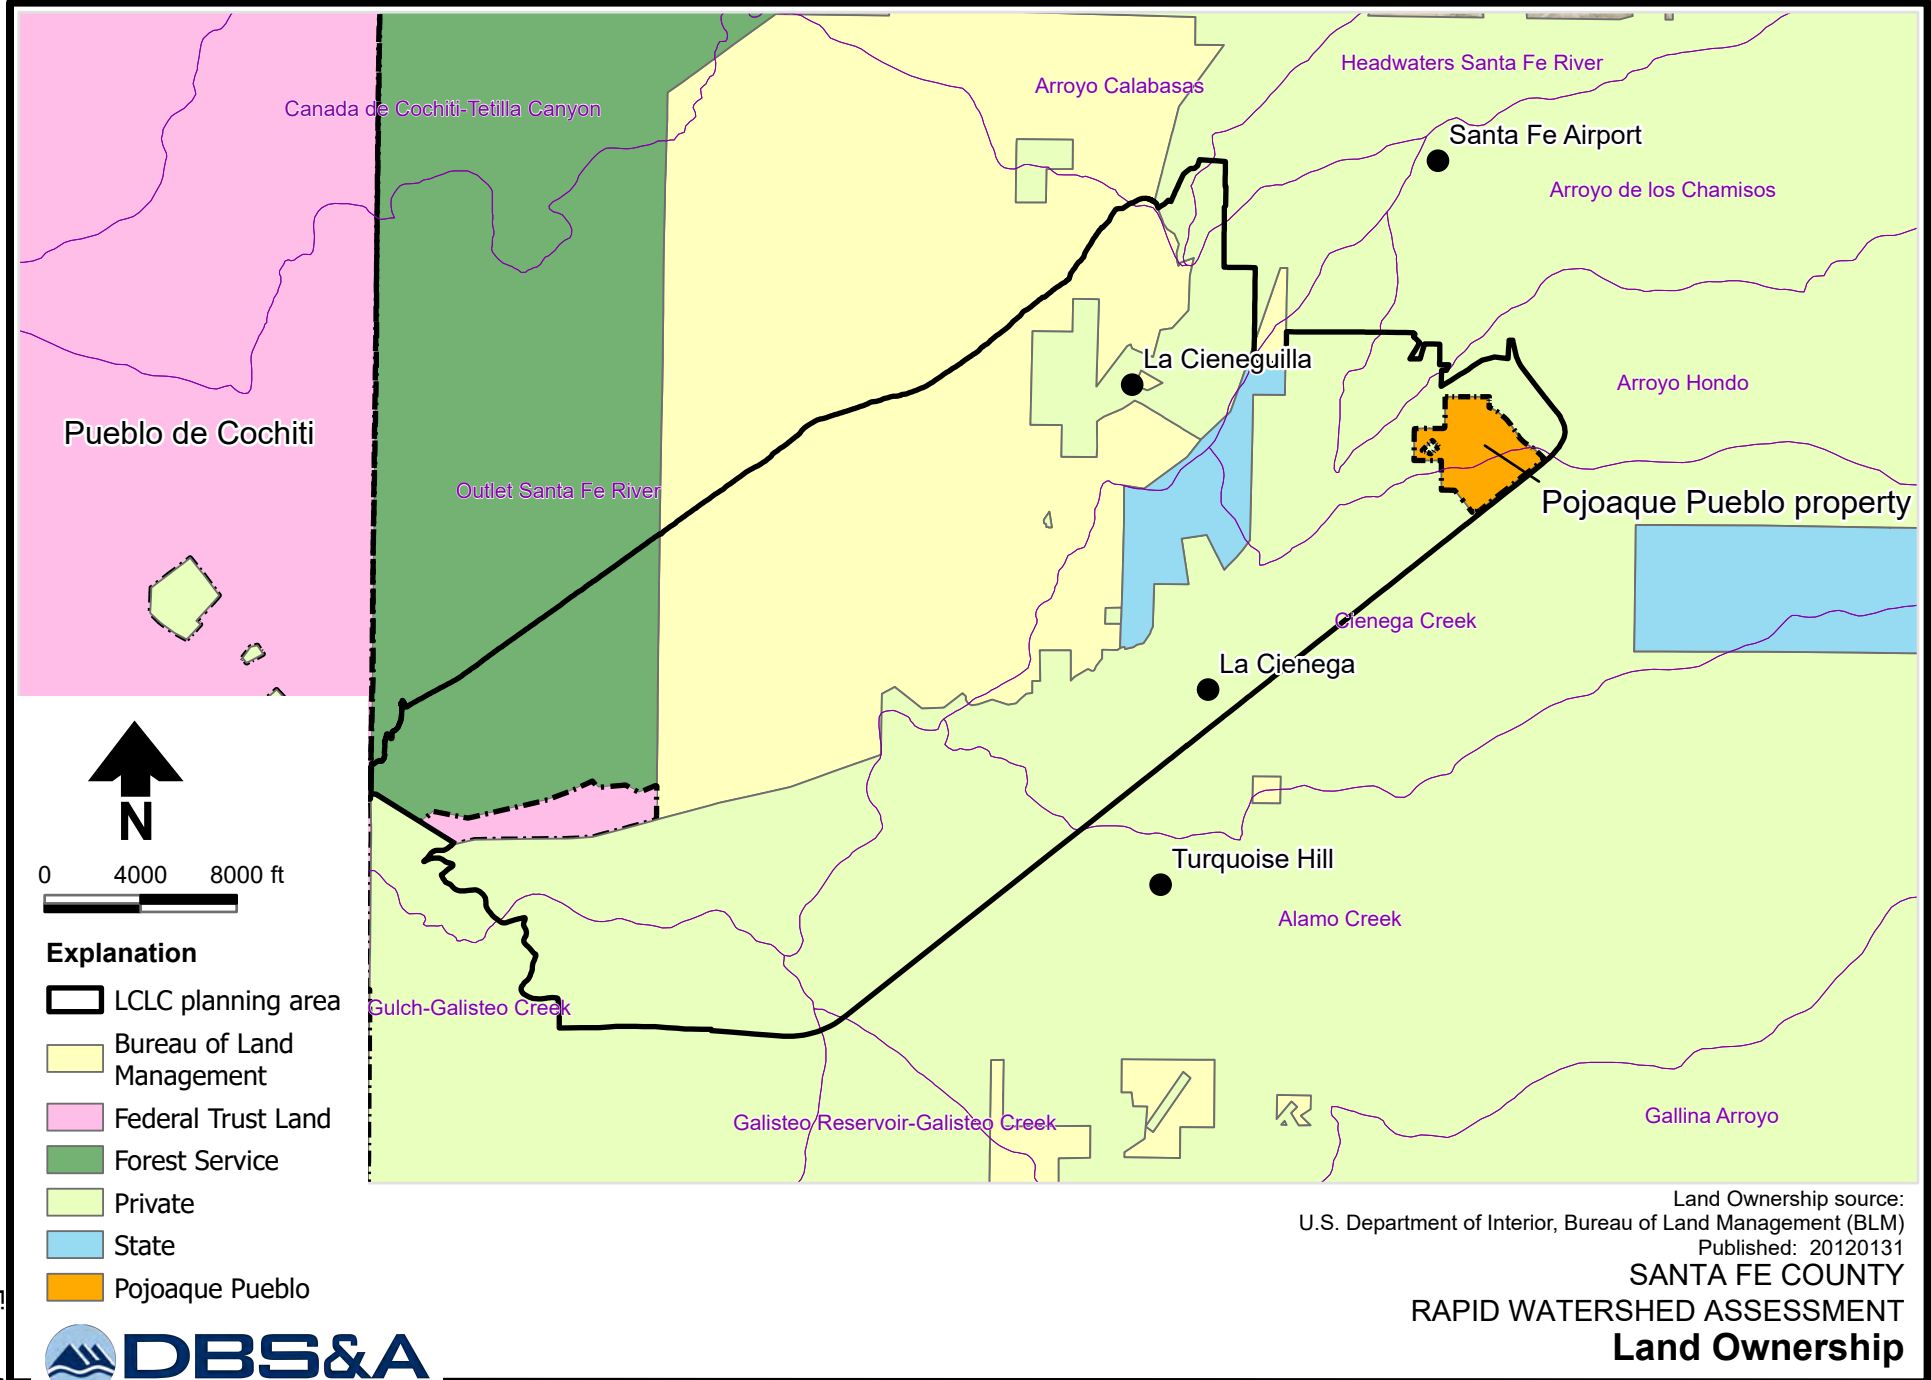 Headwaters Santa Fe River
Arroyo Calabasas
Canada de Cochiti-Tetilla Canyon
Santa Fe Airport
Arroyo de los Chamisos
La Cieneguilla
Arroyo Hondo
Pueblo de Cochiti
Outlet Santa Fe River
Pojoaque Pueblo property
Cienega Creek
La Cienega
N
Turquoise Hill
0 4000 8000 ft
Alamo Creek
Explanation
LCLC planning area
Gulch-Galisteo Creek
Bureau of Land
Management
Federal Trust Land
Galisteo Reservoir-Galisteo Creek
Gallina Arroyo
Forest Service
Private
State
Pojoaque Pueblo
Land Ownership source:
U.S. Department of Interior, Bureau of Land Management (BLM)
Published: 20120131
SANTA FE COUNTY
RAPID WATERSHED ASSESSMENT
Land Ownership
DBS&A